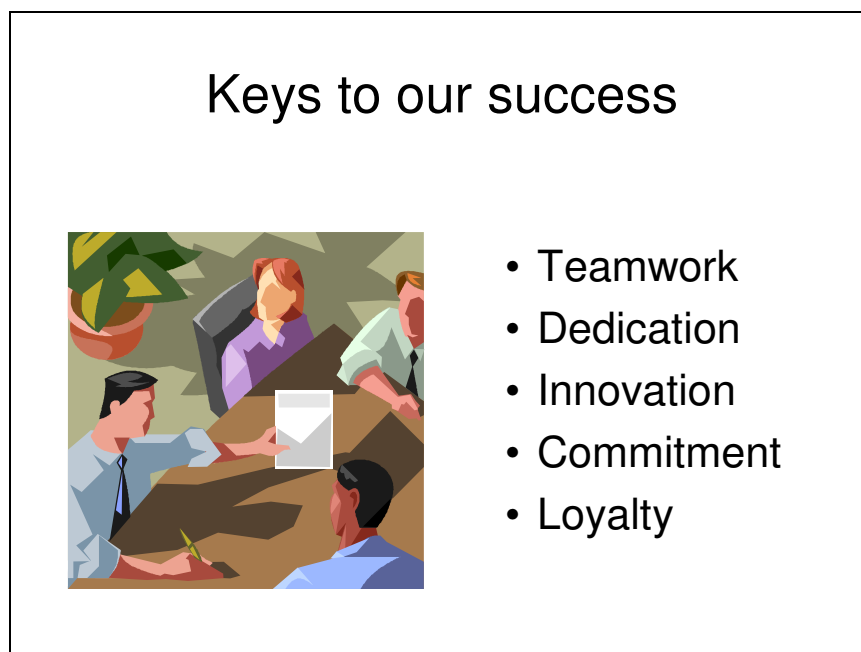 Keys to our success
• Teamwork
• Dedication
• Innovation
• Commitment
• Loyalty